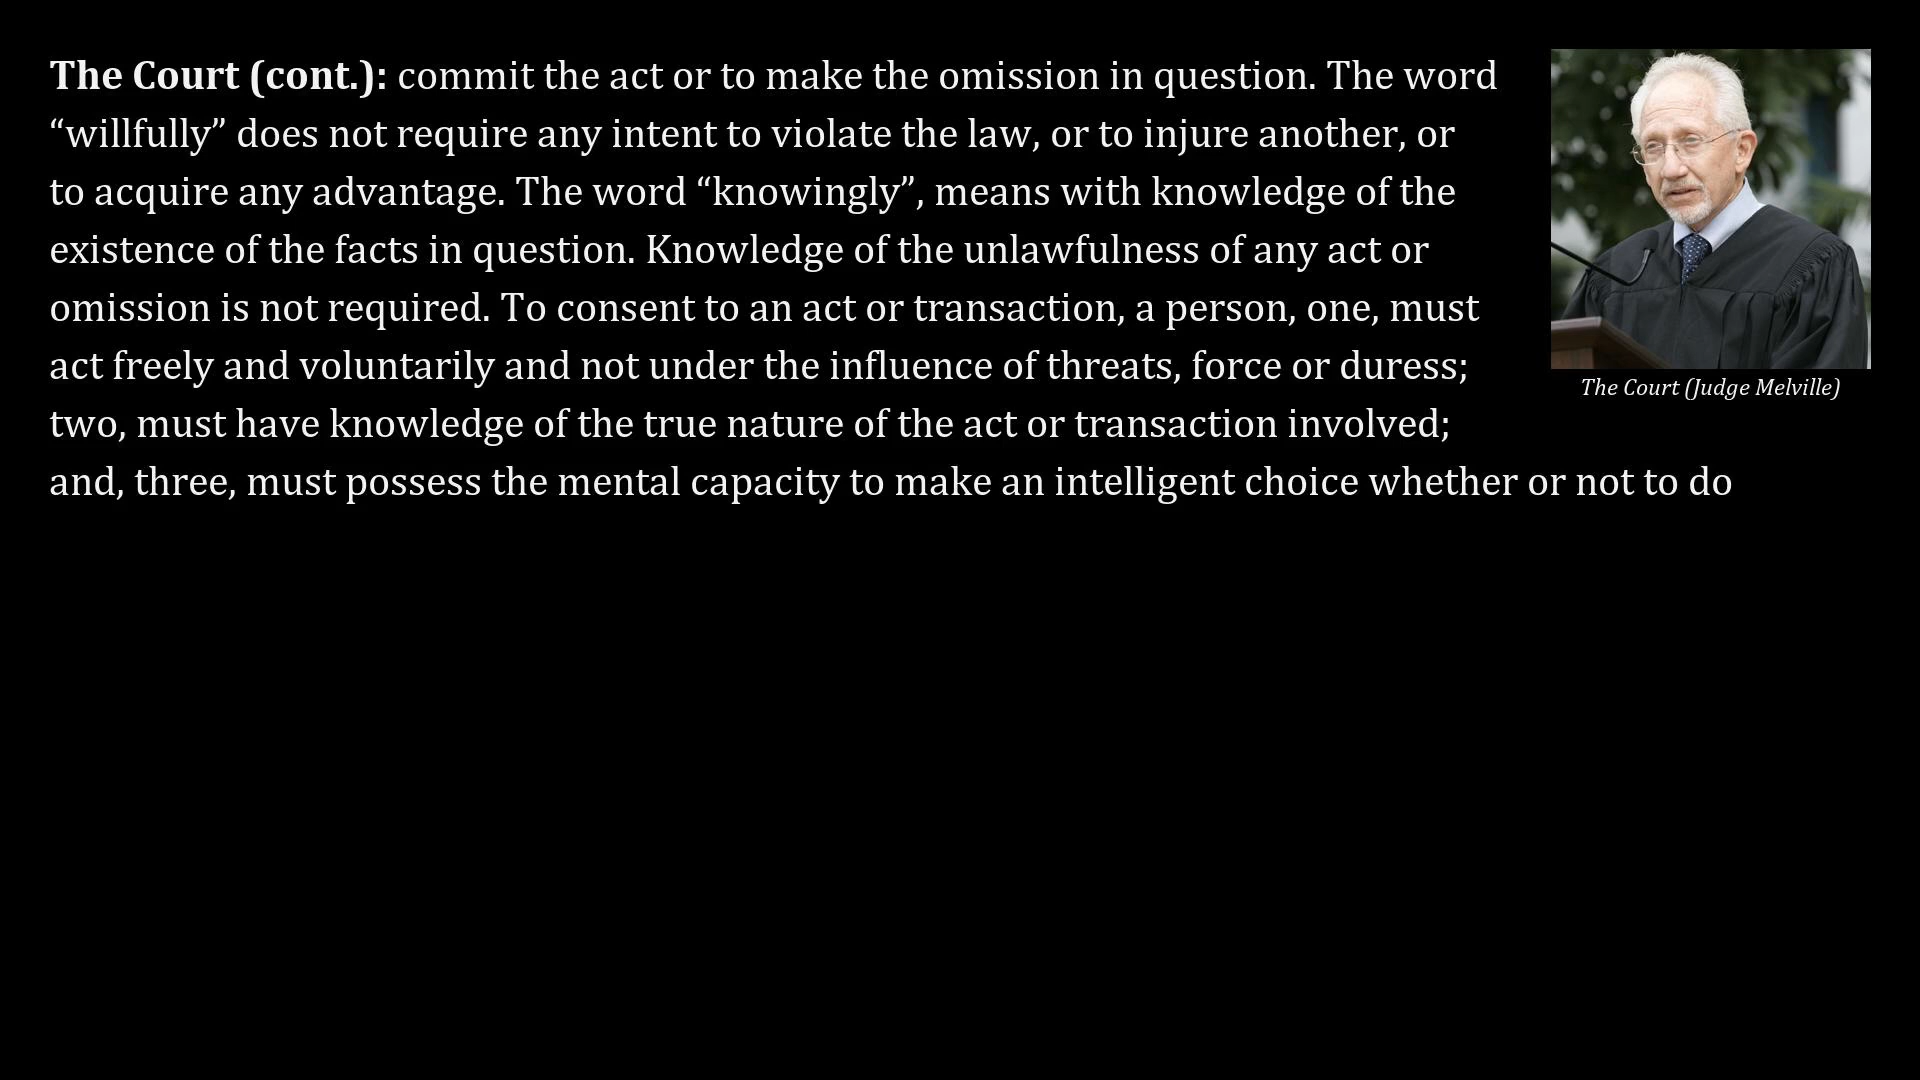 The Court (cont.): commit the act or to make the omission in question. The word
“willfully” does not require any intent to violate the law, or to injure another, or
to acquire any advantage. The word “knowingly”, means with knowledge of the
existence of the facts in question. Knowledge of the unlawfulness of any act or
omission is not required. To consent to an act or transaction, a person, one, must
act freely and voluntarily and not under the influence of threats, force or duress;
two, must have knowledge of the true nature of the act or transaction involved;
and, three, must possess the mental capacity to make an intelligent choice whether or not to do
The Court (Judge Melville)